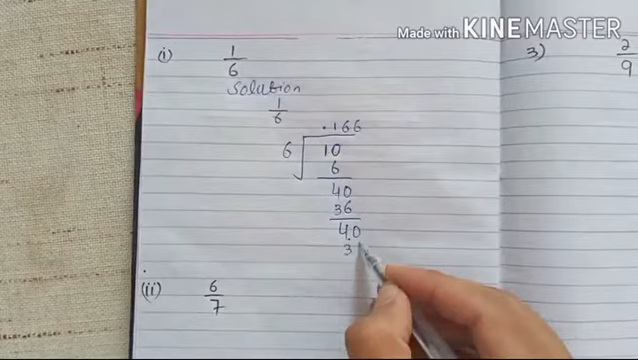 Made with KINEMASTER
(i) 1/6
Solution
1/6
.166
6 10
6
40
36
40
3
(ii) 6/7
3) 2/9